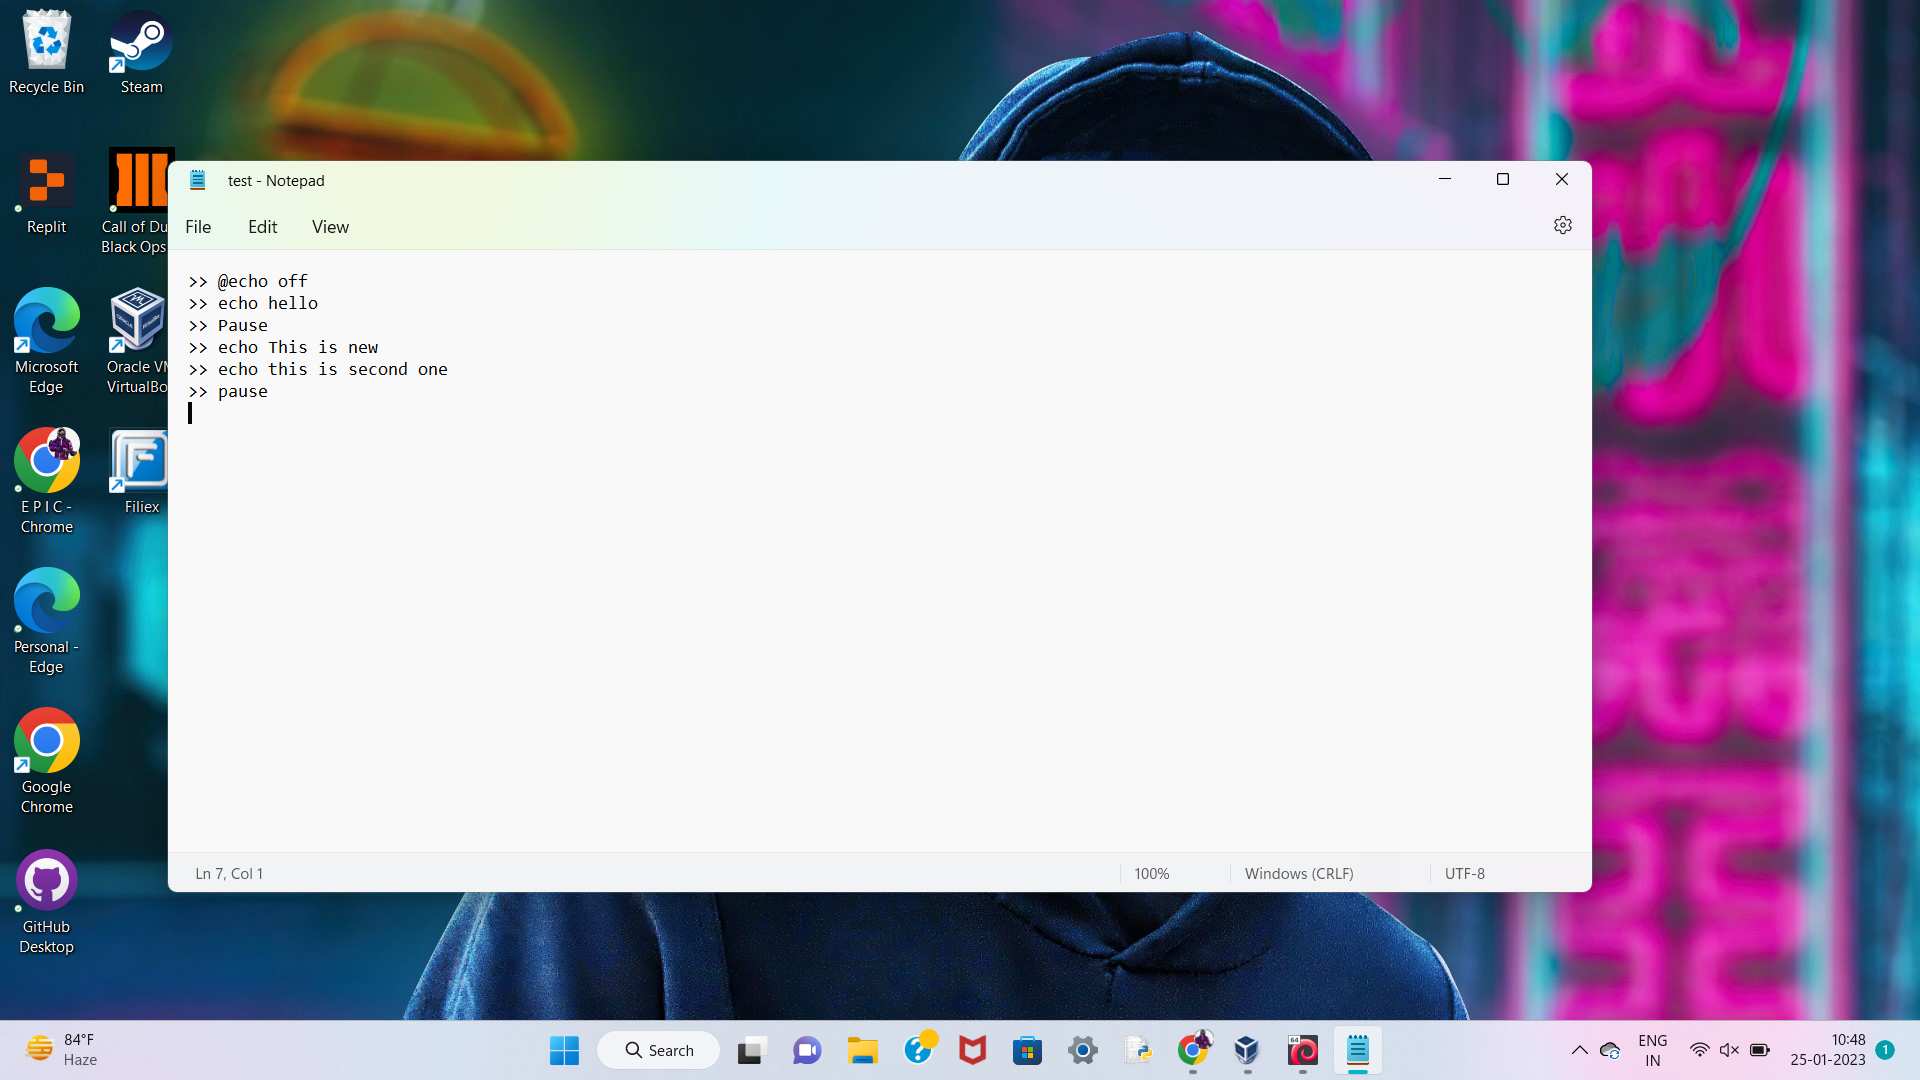 Recycle Bin
Steam
Replit
Call of Du
Black Ops
Microsoft
Edge
Oracle VM
VirtualBo
E P I C -
Chrome
Filiex
Personal -
Edge
Google
Chrome
GitHub
Desktop
test - Notepad
File Edit View
>> @echo off
>> echo hello
>> Pause
>> echo This is new
>> echo this is second one
>> pause
Ln 7, Col 1
100%
Windows (CRLF)
UTF-8
84°F
Haze
Search
64
ENG
IN
10:48
25-01-2023
1